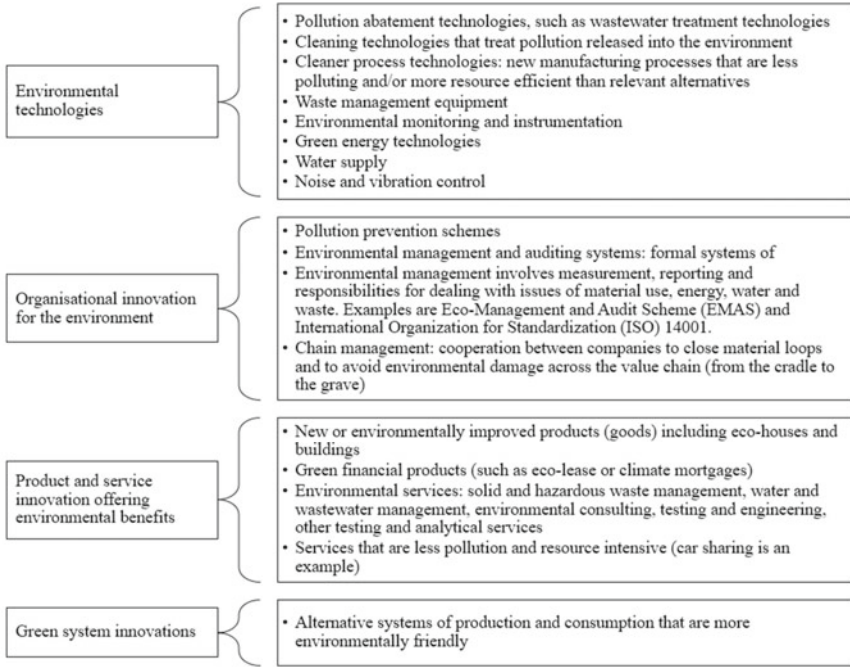 Environmental
technologies
• Pollution abatement technologies, such as wastewater treatment technologies
• Cleaning technologies that treat pollution released into the environment
• Cleaner process technologies: new manufacturing processes that are less
polluting and/or more resource efficient than relevant alternatives
• Waste management equipment
• Environmental monitoring and instrumentation
• Green energy technologies
• Water supply
• Noise and vibration control
Organisational innovation
for the environment
• Pollution prevention schemes
• Environmental management and auditing systems: formal systems of
• Environmental management involves measurement, reporting and
responsibilities for dealing with issues of material use, energy, water and
waste. Examples are Eco-Management and Audit Scheme (EMAS) and
International Organization for Standardization (ISO) 14001.
• Chain management: cooperation between companies to close material loops
and to avoid environmental damage across the value chain (from the cradle to
the grave)
Product and service
innovation offering
environmental benefits
• New or environmentally improved products (goods) including eco-houses and
buildings
• Green financial products (such as eco-lease or climate mortgages)
• Environmental services: solid and hazardous waste management, water and
wastewater management, environmental consulting, testing and engineering,
other testing and analytical services
• Services that are less pollution and resource intensive (car sharing is an
example)
Green system innovations
• Alternative systems of production and consumption that are more
environmentally friendly